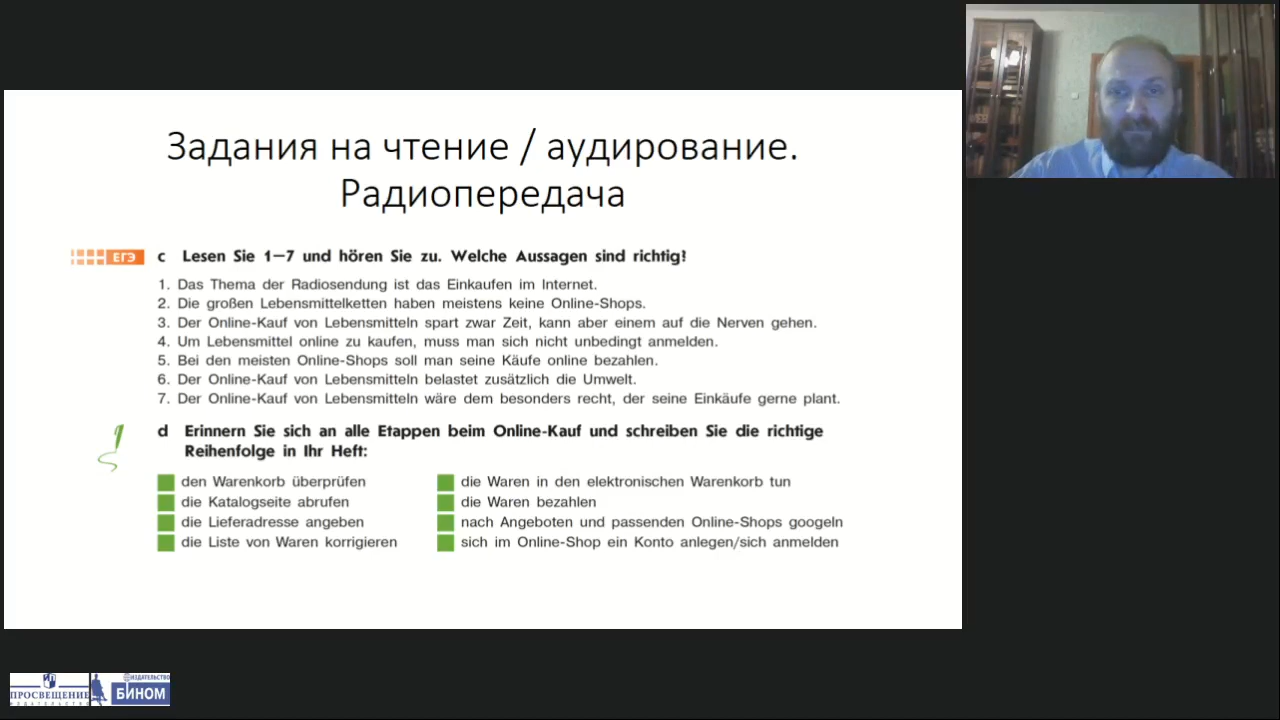 Задания на чтение / аудирование.
Радиопередача
ЕГЭ
c Lesen Sie 1–7 und hören Sie zu. Welche Aussagen sind richtig?
1. Das Thema der Radiosendung ist das Einkaufen im Internet.
2. Die großen Lebensmittelketten haben meistens keine Online-Shops.
3. Der Online-Kauf von Lebensmitteln spart zwar Zeit, kann aber einem auf die Nerven gehen.
4. Um Lebensmittel online zu kaufen, muss man sich nicht unbedingt anmelden.
5. Bei den meisten Online-Shops soll man seine Käufe online bezahlen.
6. Der Online-Kauf von Lebensmitteln belastet zusätzlich die Umwelt.
7. Der Online-Kauf von Lebensmitteln wäre dem besonders recht, der seine Einkäufe gerne plant.
d Erinnern Sie sich an alle Etappen beim Online-Kauf und schreiben Sie die richtige
Reihenfolge in Ihr Heft:
den Warenkorb überprüfen
die Katalogseite abrufen
die Lieferadresse angeben
die Liste von Waren korrigieren
die Waren in den elektronischen Warenkorb tun
die Waren bezahlen
nach Angeboten und passenden Online-Shops googeln
sich im Online-Shop ein Konto anlegen/sich anmelden
ПРОСВЕЩЕНИЕ
ИЗДАТЕЛЬСТВО
ИЗДАТЕЛЬСТВО
БИНОМ